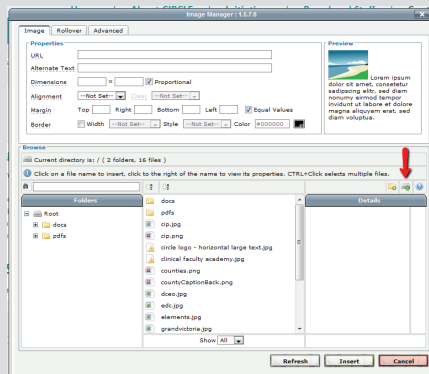 Image Manager : 1.5.7.6
Image Rollover Advanced
Properties
URL
Alternate Text
Dimensions × Proportional
Alignment --Not Set-- Clear --Not Set--
Margin Top Right Bottom Left Equal Values
Border Width --Not Set-- Style --Not Set-- Color #000000
Preview
Lorem ipsum
dolor sit amet, consetetur
sadipscing elitr, sed diam
nonumy eirmod tempor
invidunt ut labore et dolore
magna aliquyam erat, sed
diam voluptua.
Browse
Current directory is: / ( 2 folders, 16 files )
Click on a file name to insert, click to the right of the name to view its properties. CTRL+Click selects multiple files.
Folders
Root
docs
pdfs
docs
pdfs
cip.jpg
cip.png
circle logo - horizontal large text.jpg
clinical faculty academy.jpg
counties.png
countyCaptionBack.png
dceo.jpg
edc.jpg
elements.jpg
grandvictoria.jpg
Details
Show All
Refresh Insert Cancel